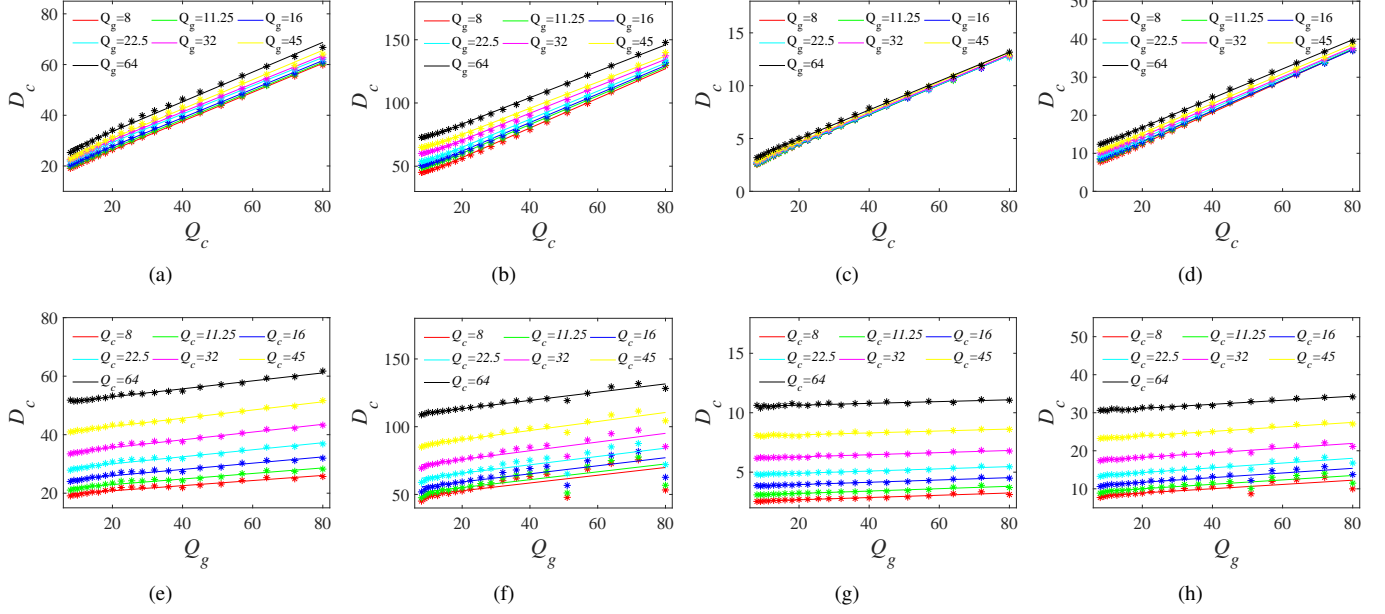 80
60
40
20
D_c
Q_g=8 Q_g=11.25 Q_g=16
Q_g=22.5 Q_g=32 Q_g=45
Q_g=64
20 40 60 80
Q_c
(a)
150
100
50
D_c
Q_g=8 Q_g=11.25 Q_g=16
Q_g=22.5 Q_g=32 Q_g=45
Q_g=64
20 40 60 80
Q_c
(b)
15
10
5
0
D_c
Q_g=8 Q_g=11.25 Q_g=16
Q_g=22.5 Q_g=32 Q_g=45
Q_g=64
20 40 60 80
Q_c
(c)
50
40
30
20
10
0
D_c
Q_g=8 Q_g=11.25 Q_g=16
Q_g=22.5 Q_g=32 Q_g=45
Q_g=64
20 40 60 80
Q_c
(d)
80
60
40
20
D_c
Q_c=8 Q_c=11.25 Q_c=16
Q_c=22.5 Q_c=32 Q_c=45
Q_c=64
20 40 60 80
Q_g
(e)
150
100
50
D_c
Q_c=8 Q_c=11.25 Q_c=16
Q_c=22.5 Q_c=32 Q_c=45
Q_c=64
20 40 60 80
Q_g
(f)
15
10
5
D_c
Q_c=8 Q_c=11.25 Q_c=16
Q_c=22.5 Q_c=32 Q_c=45
Q_c=64
20 40 60 80
Q_g
(g)
50
40
30
20
10
D_c
Q_c=8 Q_c=11.25 Q_c=16
Q_c=22.5 Q_c=32 Q_c=45
Q_c=64
20 40 60 80
Q_g
(h)